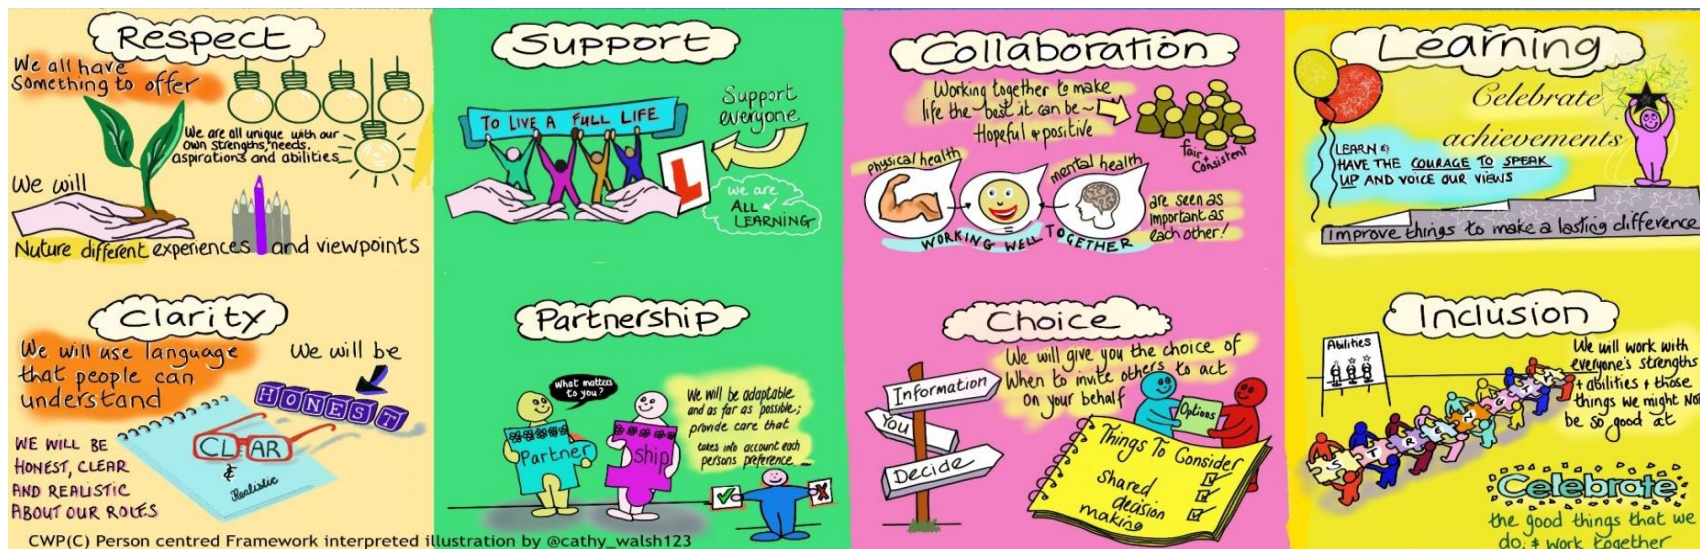 Respect
We all have
something to offer
We are all unique with our
own strengths, needs,
aspirations and abilities
We will
Nuture different experiences and viewpoints
Support
TO LIVE A FULL LIFE
Support
everyone
L
we are
ALL
LEARNING
Collaboration
Working together to make
life the best it can be ~
Hopeful & positive
fair +
consistent
physical health
mental health
are seen as
important as
each other!
WORKING WELL TOGETHER
Learning
Celebrate
achievements
LEARN &
HAVE THE COURAGE TO SPEAK
UP AND VOICE OUR VIEWS
Improve things to make a lasting difference
Clarity
We will use language
that people can
understand
We will be
HONEST
WE WILL BE
HONEST, CLEAR
AND REALISTIC
ABOUT OUR ROLES
CLEAR
&
Realistic
Partnership
What matters
to you?
Partner
ship
We will be adaptable
and as far as possible;
provide care that
takes into account each
persons preference ...
Choice
We will give you the choice of
When to invite others to act
on your behalf
Information
You
Decide
Options
Things To Consider
shared
decision
making
Inclusion
Abilities
We will work with
everyone's strengths
+ abilities + those
things we might Not
be so good at
STRENGTHS
Celebrate
the good things that we
do, & work together
CWP(C) Person centred Framework interpreted illustration by @cathy_walsh123